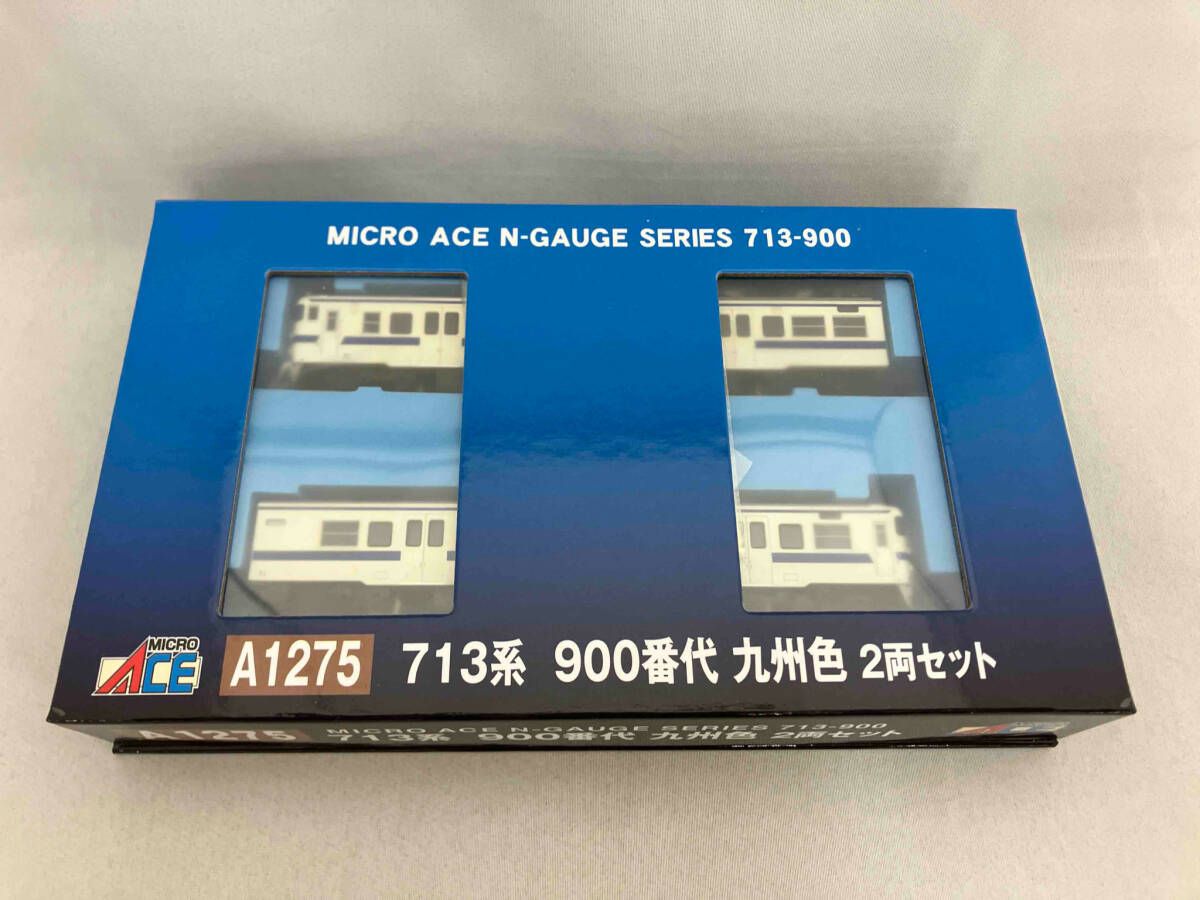 MICRO ACE N-GAUGE SERIES 713-900
MICRO
ACE
A1275 713系 900番代 九州色 2両セット
MICRO ACE N-GAUGE SERIES 713-900
A1275 713系 900番代 九州色 2両セット